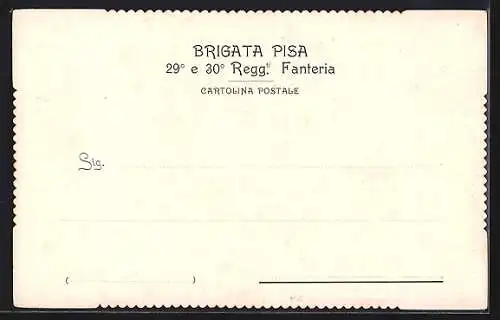 BRIGATA PISA
29° e 30° Regg.ti Fanteria
CARTOLINA POSTALE
Sig.
( )